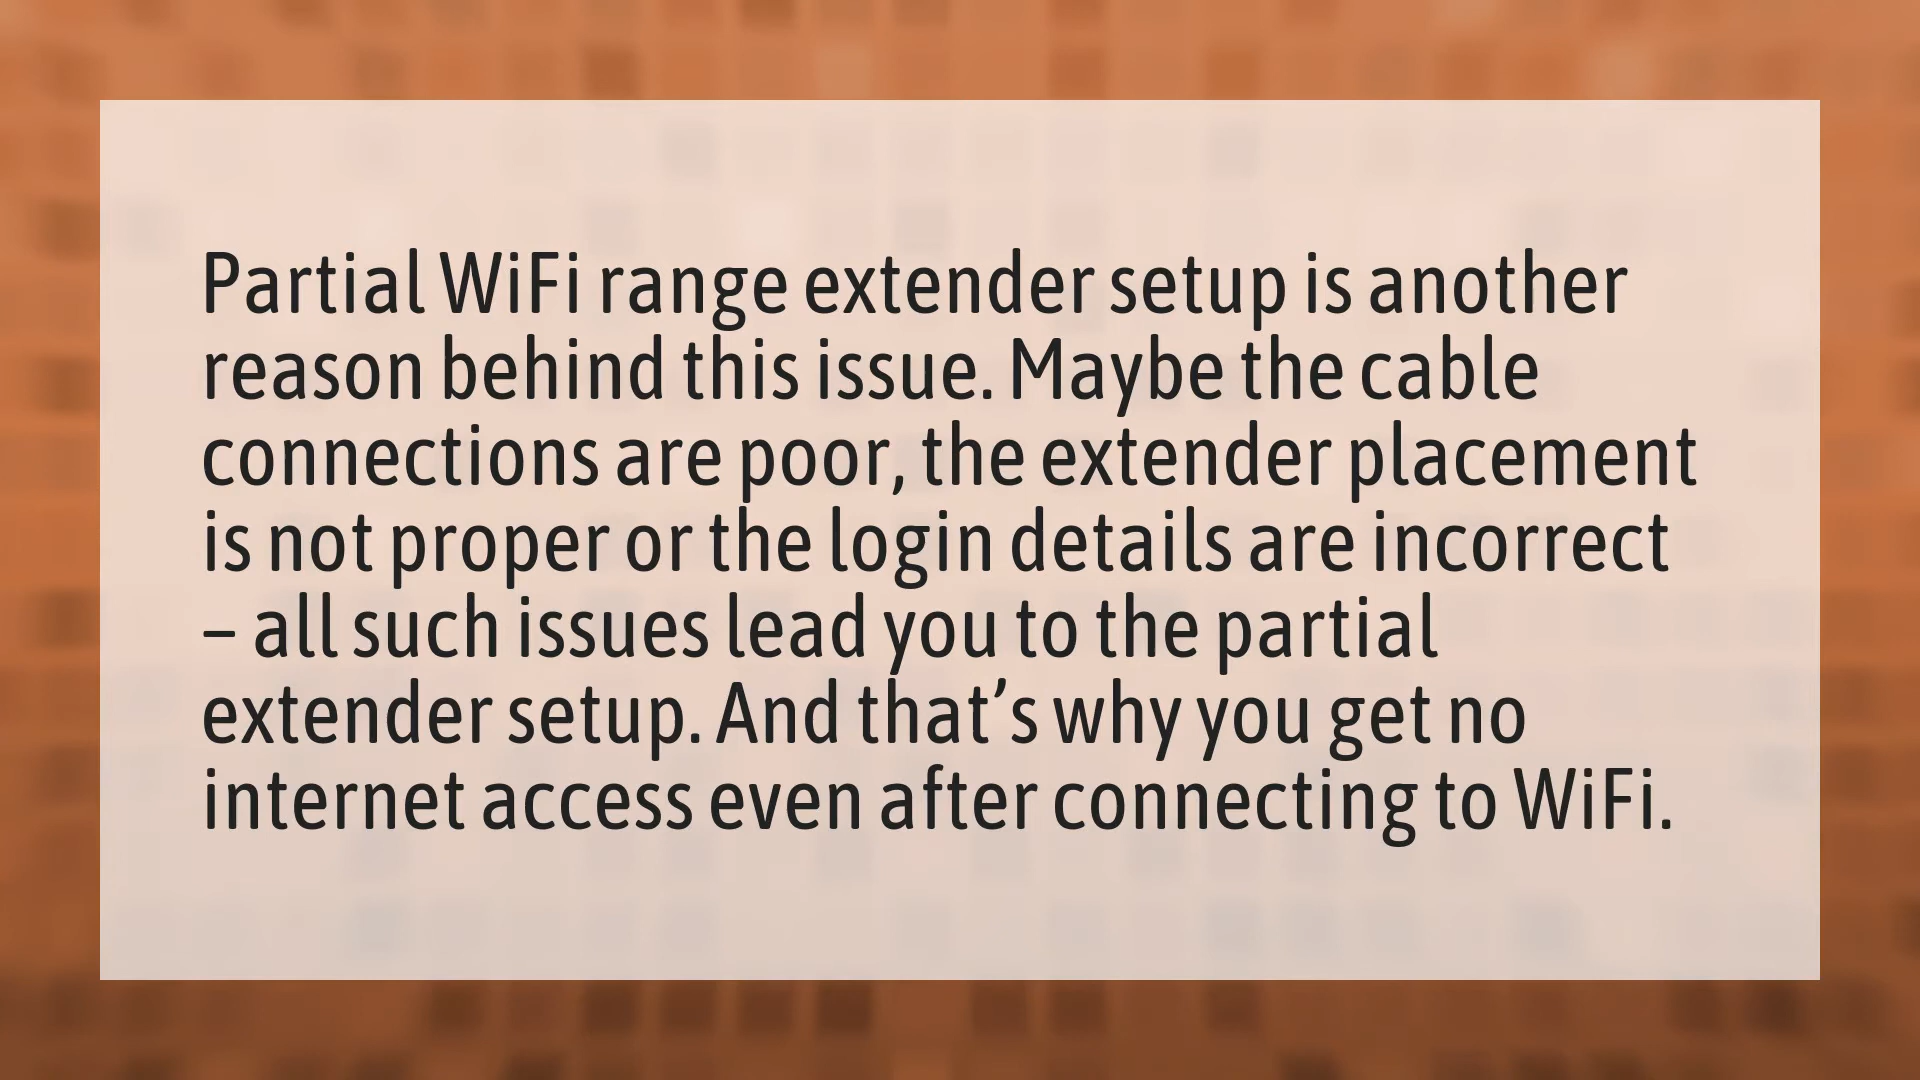 Partial WiFi range extender setup is another
reason behind this issue. Maybe the cable
connections are poor, the extender placement
is not proper or the login details are incorrect
– all such issues lead you to the partial
extender setup. And that’s why you get no
internet access even after connecting to WiFi.